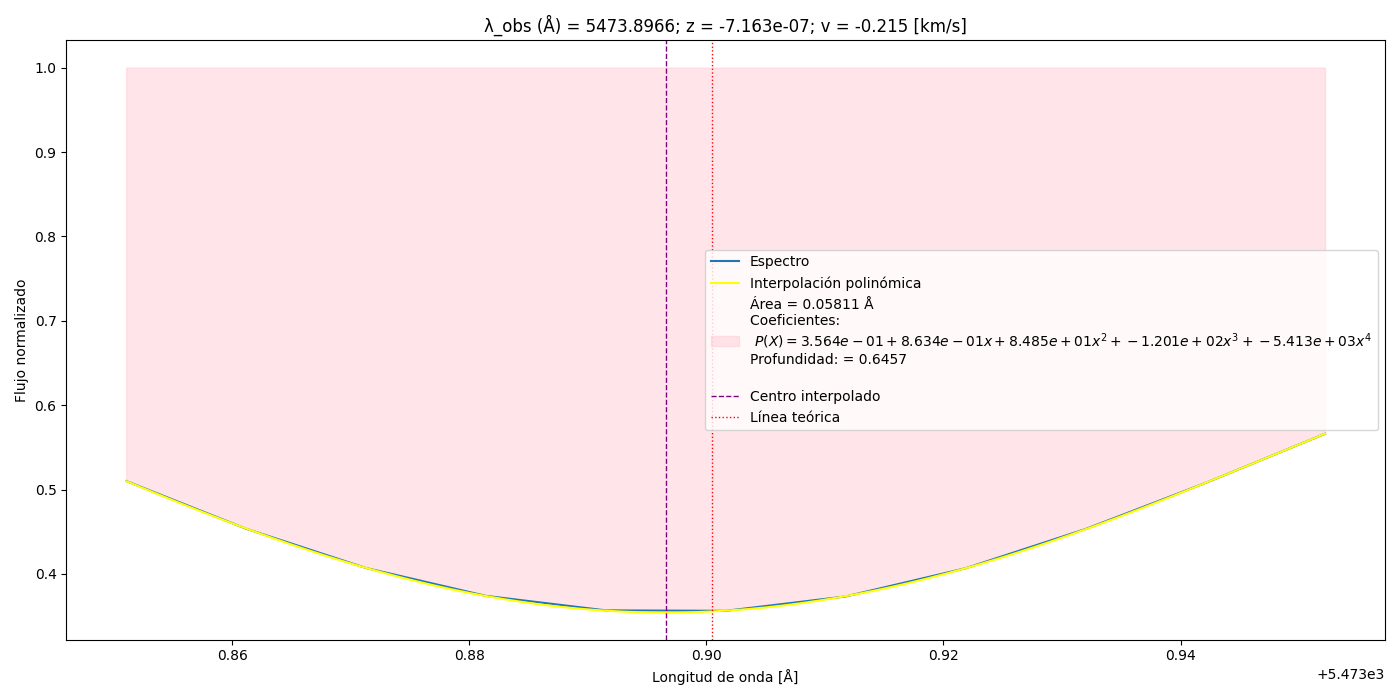 λ_obs (Å) = 5473.8966; z = -7.163e-07; v = -0.215 [km/s]
Flujo normalizado
1.0
0.9
0.8
0.7
0.6
0.5
0.4
Espectro
Interpolación polinómica
Área = 0.05811 Å
Coeficientes:
P(X) = 3.564e − 01 + 8.634e − 01x + 8.485e + 01x² + − 1.201e + 02x³ + − 5.413e + 03x⁴
Profundidad: = 0.6457
Centro interpolado
Línea teórica
0.86 0.88 0.90 0.92 0.94
+5.473e3
Longitud de onda [Å]